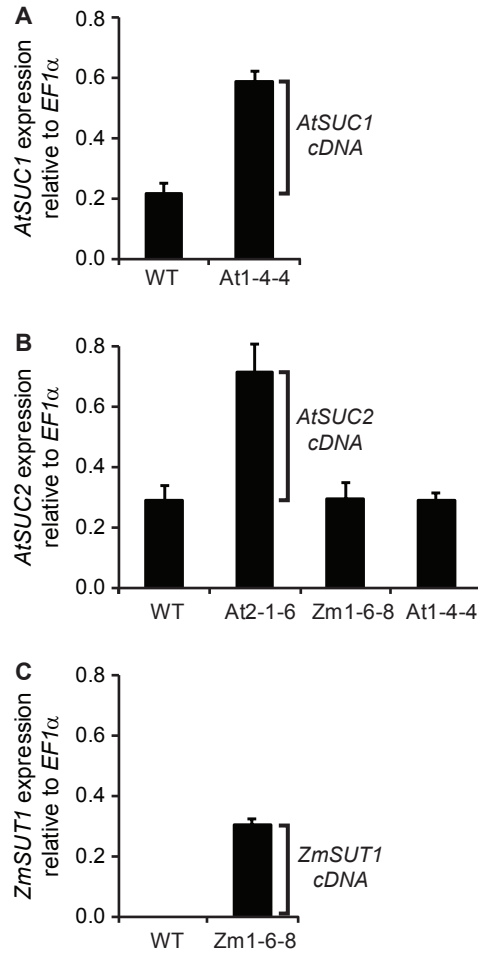 A
AtSUC1 expression
relative to EF1α
0.8
0.6
0.4
0.2
0.0
AtSUC1
cDNA
WT At1-4-4
B
AtSUC2 expression
relative to EF1α
0.8
0.6
0.4
0.2
0.0
AtSUC2
cDNA
WT At2-1-6 Zm1-6-8 At1-4-4
C
ZmSUT1 expression
relative to EF1α
0.8
0.6
0.4
0.2
0.0
ZmSUT1
cDNA
WT Zm1-6-8